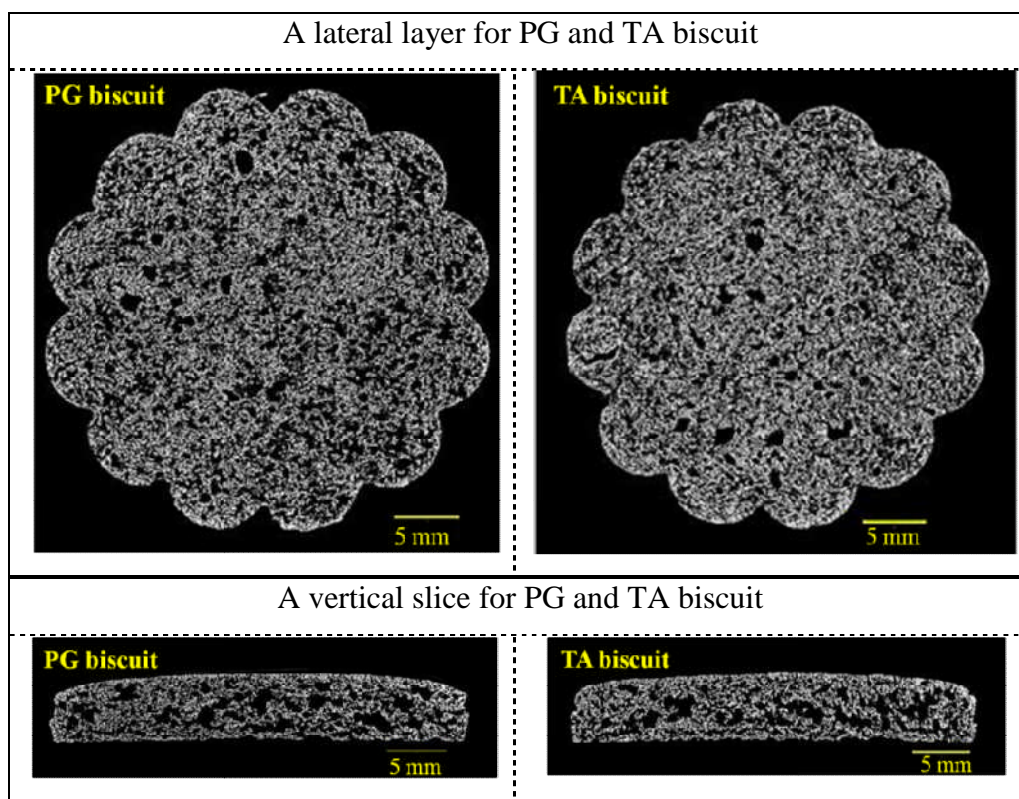 A lateral layer for PG and TA biscuit
PG biscuit
TA biscuit
5 mm
5 mm
A vertical slice for PG and TA biscuit
PG biscuit
TA biscuit
5 mm
5 mm